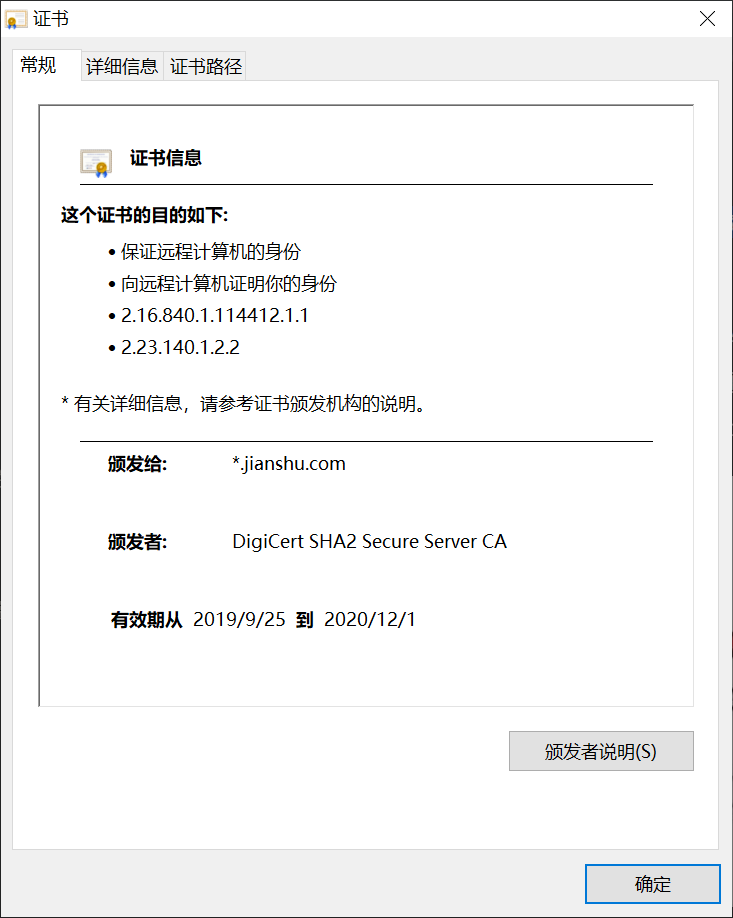 证书
常规 详细信息 证书路径
证书信息
这个证书的目的如下:
• 保证远程计算机的身份
• 向远程计算机证明你的身份
• 2.16.840.1.114412.1.1
• 2.23.140.1.2.2
* 有关详细信息，请参考证书颁发机构的说明。
颁发给: *.jianshu.com
颁发者: DigiCert SHA2 Secure Server CA
有效期从 2019/9/25 到 2020/12/1
颁发者说明(S)
确定